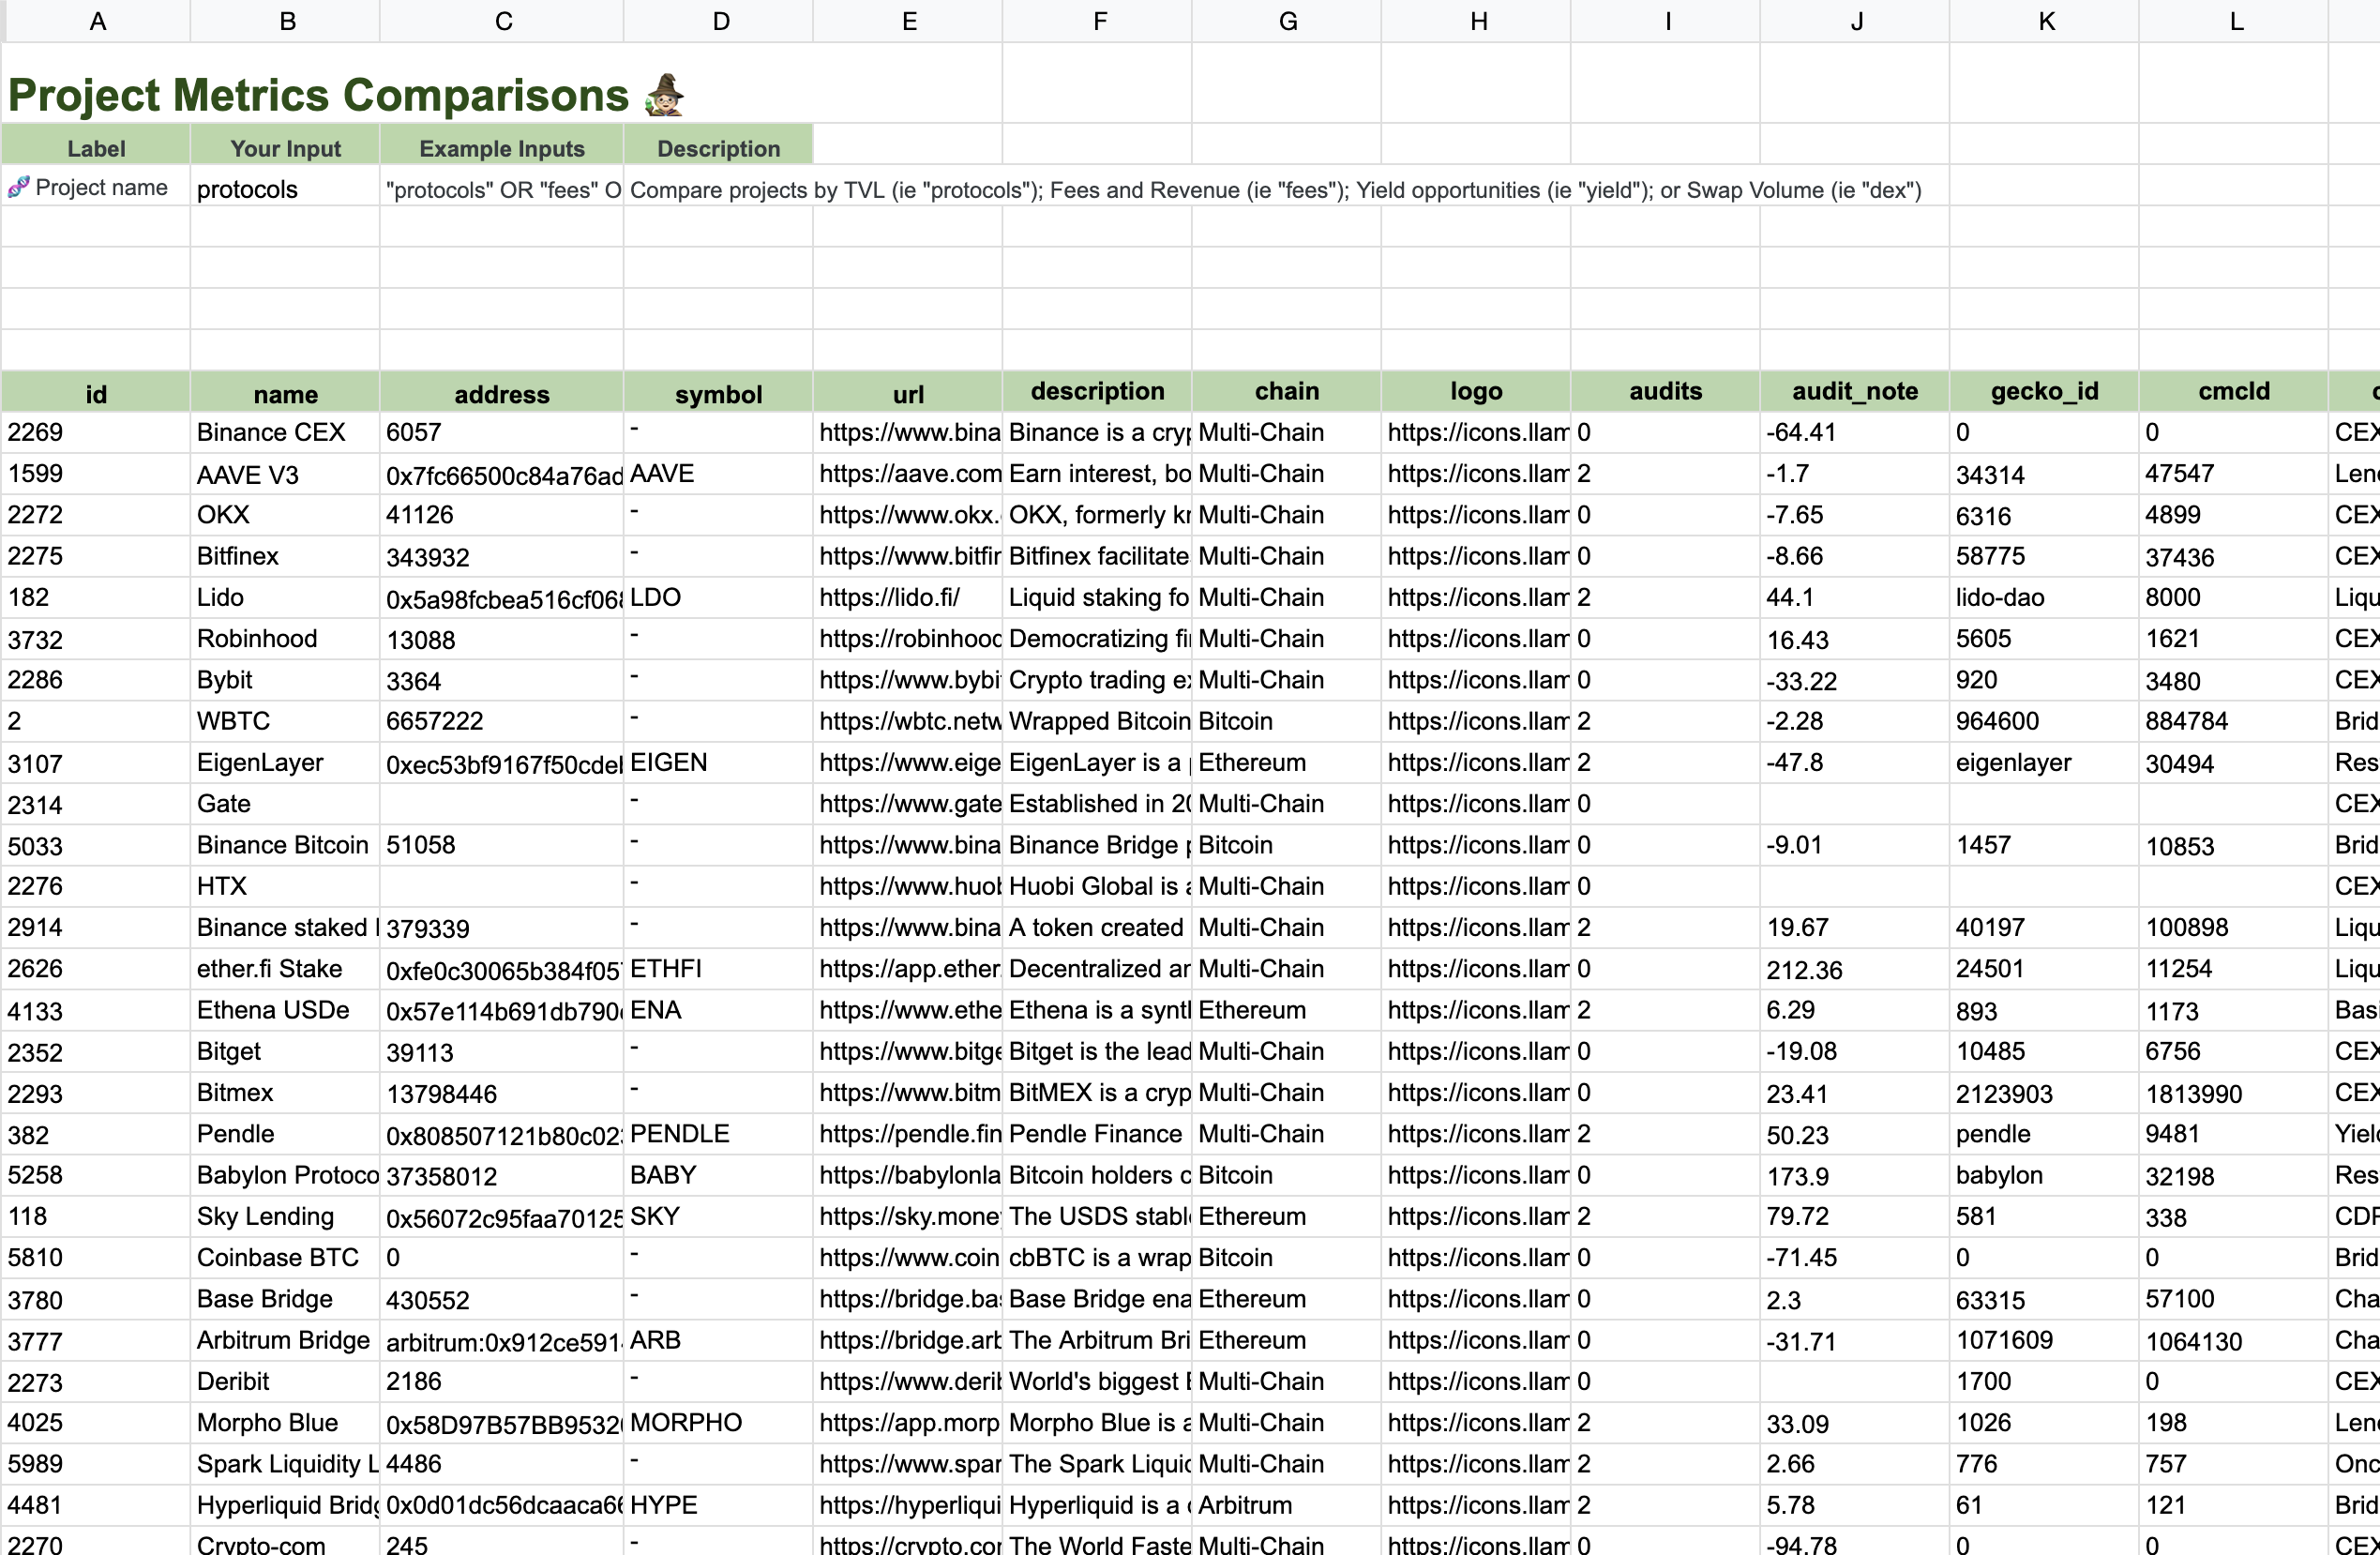 A B C D E F G H I J K L
Project Metrics Comparisons
Label Your Input Example Inputs Description
Project name protocols "protocols" OR "fees" O Compare projects by TVL (ie "protocols"); Fees and Revenue (ie "fees"); Yield opportunities (ie "yield"); or Swap Volume (ie "dex")
id name address symbol url description chain logo audits audit_note gecko_id cmcId
2269 Binance CEX 6057 - https://www.bina Binance is a cryp Multi-Chain https://icons.llam 0 -64.41 0 0 CEX
1599 AAVE V3 0x7fc66500c84a76ad AAVE https://aave.com Earn interest, bo Multi-Chain https://icons.llam 2 -1.7 34314 47547 Lend
2272 OKX 41126 - https://www.okx. OKX, formerly kn Multi-Chain https://icons.llam 0 -7.65 6316 4899 CEX
2275 Bitfinex 343932 - https://www.bitfin Bitfinex facilitate Multi-Chain https://icons.llam 0 -8.66 58775 37436 CEX
182 Lido 0x5a98fcbea516cf068 LDO https://lido.fi/ Liquid staking fo Multi-Chain https://icons.llam 2 44.1 lido-dao 8000 Liqu
3732 Robinhood 13088 - https://robinhood Democratizing fin Multi-Chain https://icons.llam 0 16.43 5605 1621 CEX
2286 Bybit 3364 - https://www.bybi Crypto trading ex Multi-Chain https://icons.llam 0 -33.22 920 3480 CEX
2 WBTC 6657222 - https://wbtc.netw Wrapped Bitcoin Bitcoin https://icons.llam 2 -2.28 964600 884784 Brid
3107 EigenLayer 0xec53bf9167f50cdel EIGEN https://www.eige EigenLayer is a Ethereum https://icons.llam 2 -47.8 eigenlayer 30494 Res
2314 Gate - https://www.gate Established in 20 Multi-Chain https://icons.llam 0 CEX
5033 Binance Bitcoin 51058 - https://www.bina Binance Bridge p Bitcoin https://icons.llam 0 -9.01 1457 10853 Brid
2276 HTX - https://www.huob Huobi Global is a Multi-Chain https://icons.llam 0 CEX
2914 Binance staked 379339 - https://www.bina A token created Multi-Chain https://icons.llam 2 19.67 40197 100898 Liqu
2626 ether.fi Stake 0xfe0c30065b384f05 ETHFI https://app.ether. Decentralized an Multi-Chain https://icons.llam 0 212.36 24501 11254 Liqu
4133 Ethena USDe 0x57e114b691db790 ENA https://www.ethe Ethena is a synt Ethereum https://icons.llam 2 6.29 893 1173 Basi
2352 Bitget 39113 - https://www.bitge Bitget is the lead Multi-Chain https://icons.llam 0 -19.08 10485 6756 CEX
2293 Bitmex 13798446 - https://www.bitm BitMEX is a cryp Multi-Chain https://icons.llam 0 23.41 2123903 1813990 CEX
382 Pendle 0x808507121b80c02 PENDLE https://pendle.fin Pendle Finance Multi-Chain https://icons.llam 2 50.23 pendle 9481 Yiel
5258 Babylon Protoco 37358012 BABY https://babylonla Bitcoin holders c Bitcoin https://icons.llam 0 173.9 babylon 32198 Res
118 Sky Lending 0x56072c95faa70125 SKY https://sky.mone The USDS stabl Ethereum https://icons.llam 2 79.72 581 338 CDP
5810 Coinbase BTC 0 - https://www.coin cbBTC is a wrap Bitcoin https://icons.llam 0 -71.45 0 0 Brid
3780 Base Bridge 430552 - https://bridge.bas Base Bridge ena Ethereum https://icons.llam 0 2.3 63315 57100 Cha
3777 Arbitrum Bridge arbitrum:0x912ce591 ARB https://bridge.arb The Arbitrum Bri Ethereum https://icons.llam 0 -31.71 1071609 1064130 Cha
2273 Deribit 2186 - https://www.derib World's biggest Multi-Chain https://icons.llam 0 1700 0 CEX
4025 Morpho Blue 0x58D97B57BB9532 MORPHO https://app.morp Morpho Blue is a Multi-Chain https://icons.llam 2 33.09 1026 198 Lend
5989 Spark Liquidity L 4486 - https://www.spar The Spark Liquid Multi-Chain https://icons.llam 2 2.66 776 757 Onc
4481 Hyperliquid Bridg 0x0d01dc56dcaaca66 HYPE https://hyperliqui Hyperliquid is a Arbitrum https://icons.llam 2 5.78 61 121 Brid
2270 Crypto-com 245 - https://crypto.cor The World Faste Multi-Chain https://icons.llam 0 -94.78 0 0 CEX